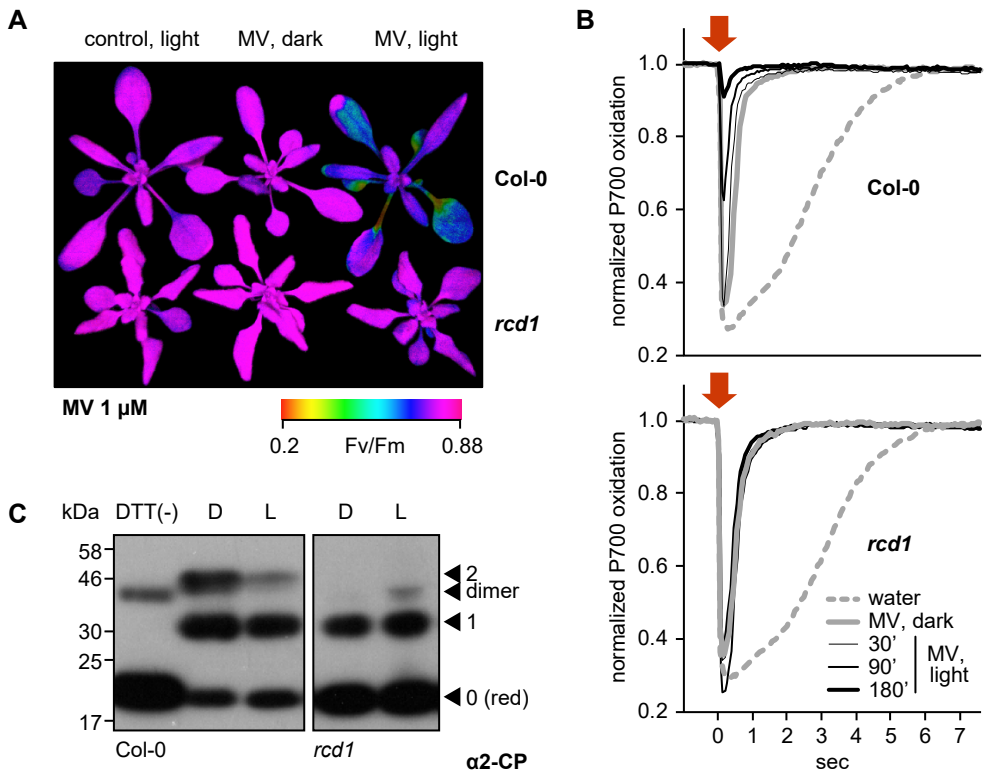 A
control, light MV, dark MV, light
Col-0
rcd1
MV 1 µM
0.2 Fv/Fm 0.88
B
normalized P700 oxidation
1.0
0.8
0.6
0.4
0.2
Col-0
normalized P700 oxidation
1.0
0.8
0.6
0.4
0.2
rcd1
water
MV, dark
30'
90'
180'
MV, light
0 1 2 3 4 5 6 7
sec
C
kDa DTT(-) D L D L
58
46
30
25
17
2
dimer
1
0 (red)
Col-0 rcd1
α2-CP